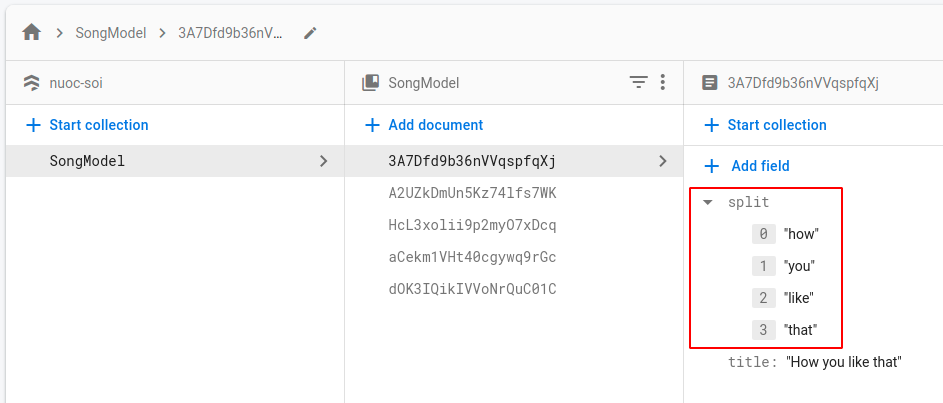 SongModel
3A7Dfd9b36nV…
nuoc-soi
SongModel
3A7Dfd9b36nVVqspfqXj
Start collection
Add document
Start collection
SongModel
3A7Dfd9b36nVVqspfqXj
Add field
A2UZkDmUn5Kz74lfs7WK
split
HcL3xolii9p2myO7xDcq
0 "how"
aCekm1VHt40cgywq9rGc
1 "you"
dOK3IQikIVVoNrQuC01C
2 "like"
3 "that"
title: "How you like that"